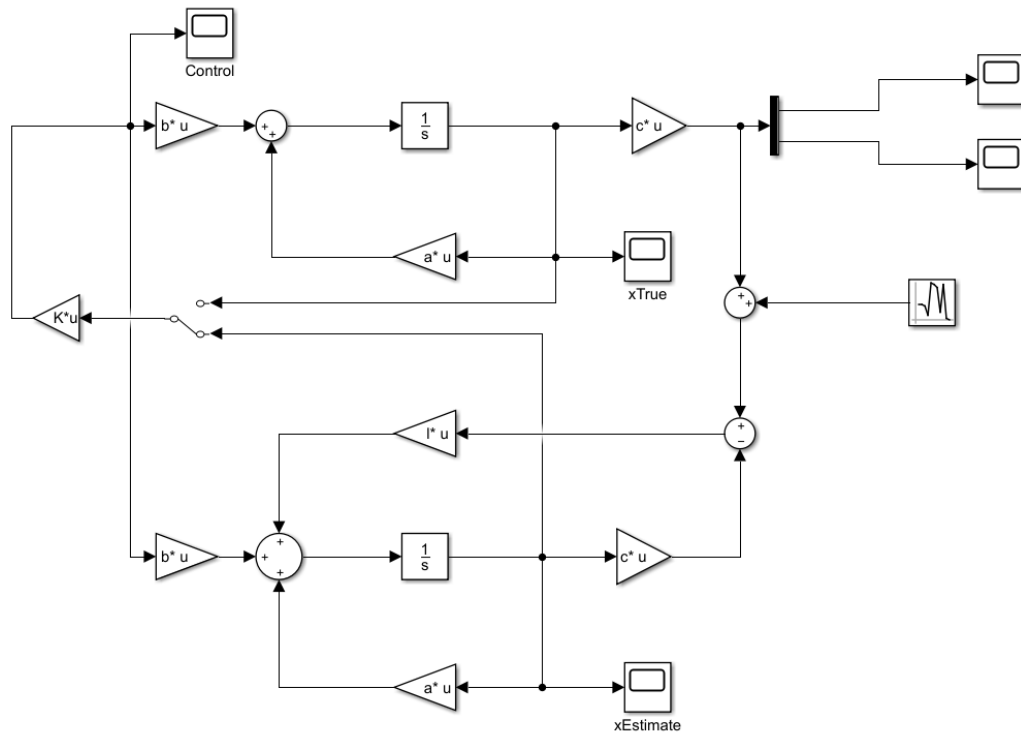 Control
b* u
+
+
1
s
c* u
a* u
xTrue
+
+
K*u
l* u
+
−
b* u
+
+
+
1
s
c* u
a* u
xEstimate